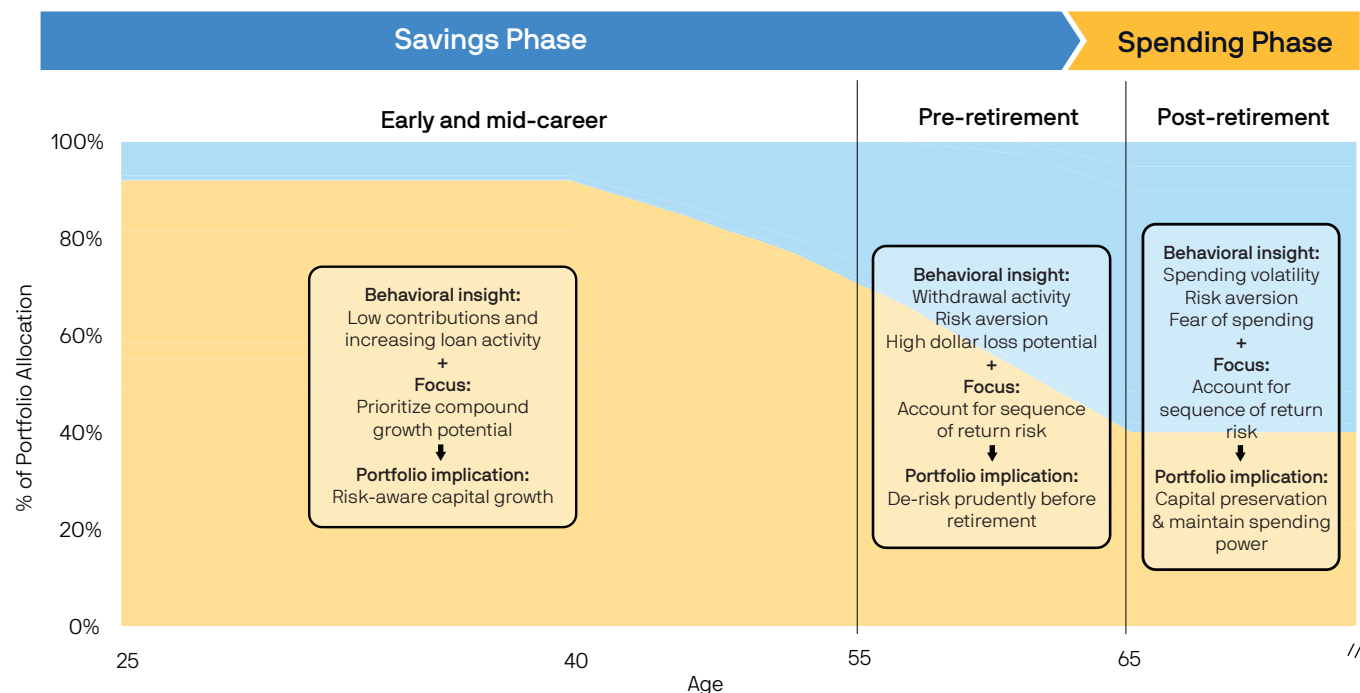 Savings Phase
Spending Phase
Early and mid-career
Pre-retirement
Post-retirement
% of Portfolio Allocation
100%
80%
60%
40%
20%
0%
Behavioral insight:
Low contributions and
increasing loan activity
+
Focus:
Prioritize compound
growth potential
Portfolio implication:
Risk-aware capital growth
Behavioral insight:
Withdrawal activity
Risk aversion
High dollar loss potential
+
Focus:
Account for sequence
of return risk
Portfolio implication:
De-risk prudently before
retirement
Behavioral insight:
Spending volatility
Risk aversion
Fear of spending
+
Focus:
Account for
sequence of return
risk
Portfolio implication:
Capital preservation
& maintain spending
power
25
40
55
65
//
Age